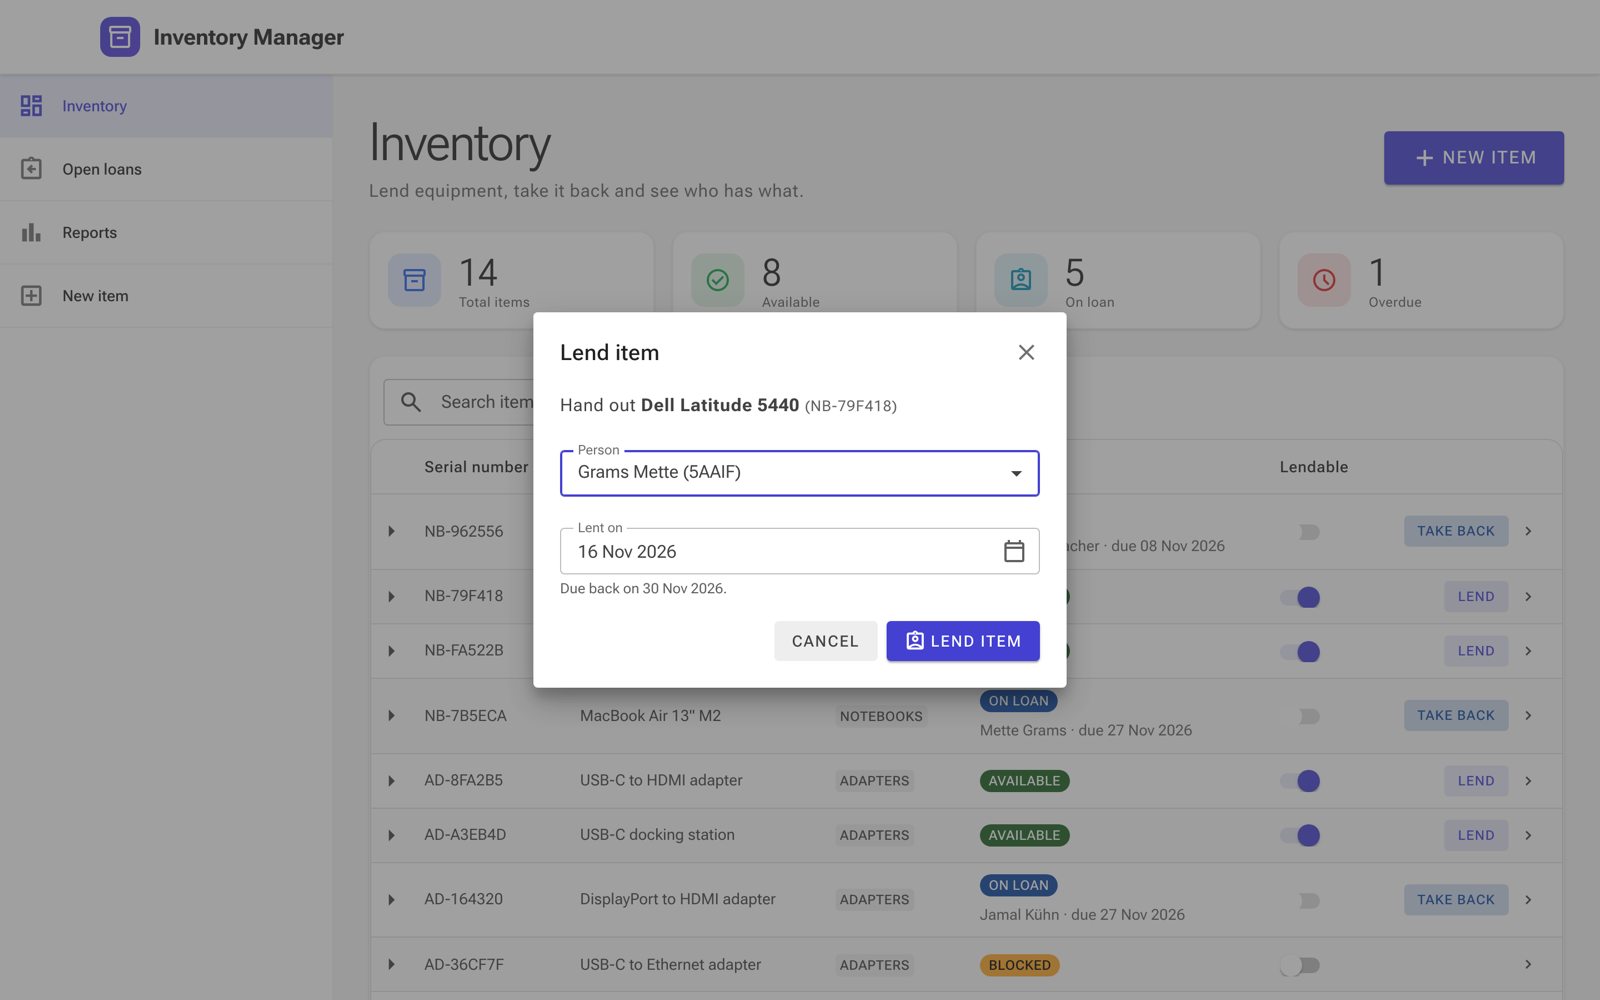 Inventory Manager
Inventory
Open loans
Reports
New item
Inventory
Lend equipment, take it back and see who has what.
NEW ITEM
14
Total items
8
Available
5
On loan
1
Overdue
Search item
Serial number
Lendable
NB-962556
acher · due 08 Nov 2026
TAKE BACK
NB-79F418
LEND
NB-FA522B
LEND
NB-7B5ECA
MacBook Air 13" M2
NOTEBOOKS
ON LOAN
Mette Grams · due 27 Nov 2026
TAKE BACK
AD-8FA2B5
USB-C to HDMI adapter
ADAPTERS
AVAILABLE
LEND
AD-A3EB4D
USB-C docking station
ADAPTERS
AVAILABLE
LEND
AD-164320
DisplayPort to HDMI adapter
ADAPTERS
ON LOAN
Jamal Kühn · due 27 Nov 2026
TAKE BACK
AD-36CF7F
USB-C to Ethernet adapter
ADAPTERS
BLOCKED
Lend item
Hand out Dell Latitude 5440 (NB-79F418)
Person
Grams Mette (5AAIF)
Lent on
16 Nov 2026
Due back on 30 Nov 2026.
CANCEL
LEND ITEM